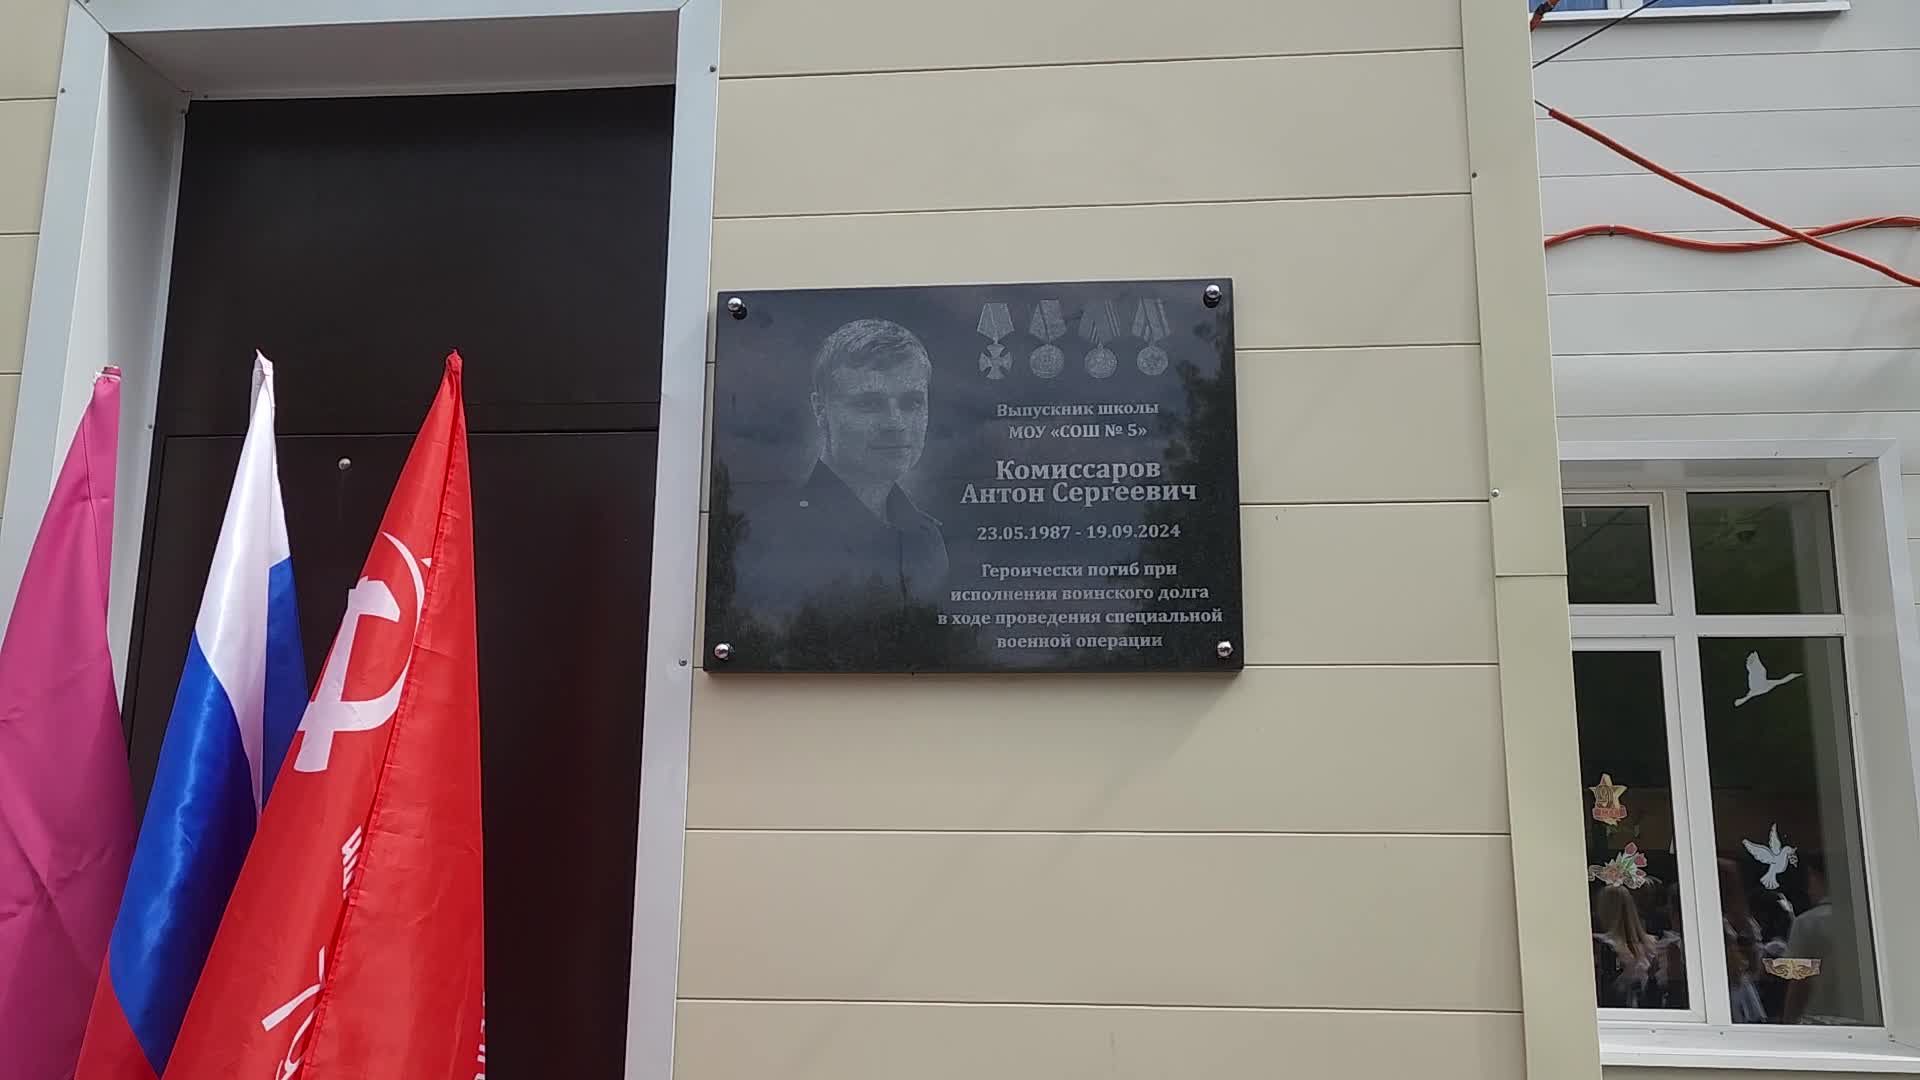 Выпускник школы
МОУ «СОШ № 5»
Комиссаров
Антон Сергеевич
23.05.1987 - 19.09.2024
Героически погиб при
исполнении воинского долга
в ходе проведения специальной
военной операции